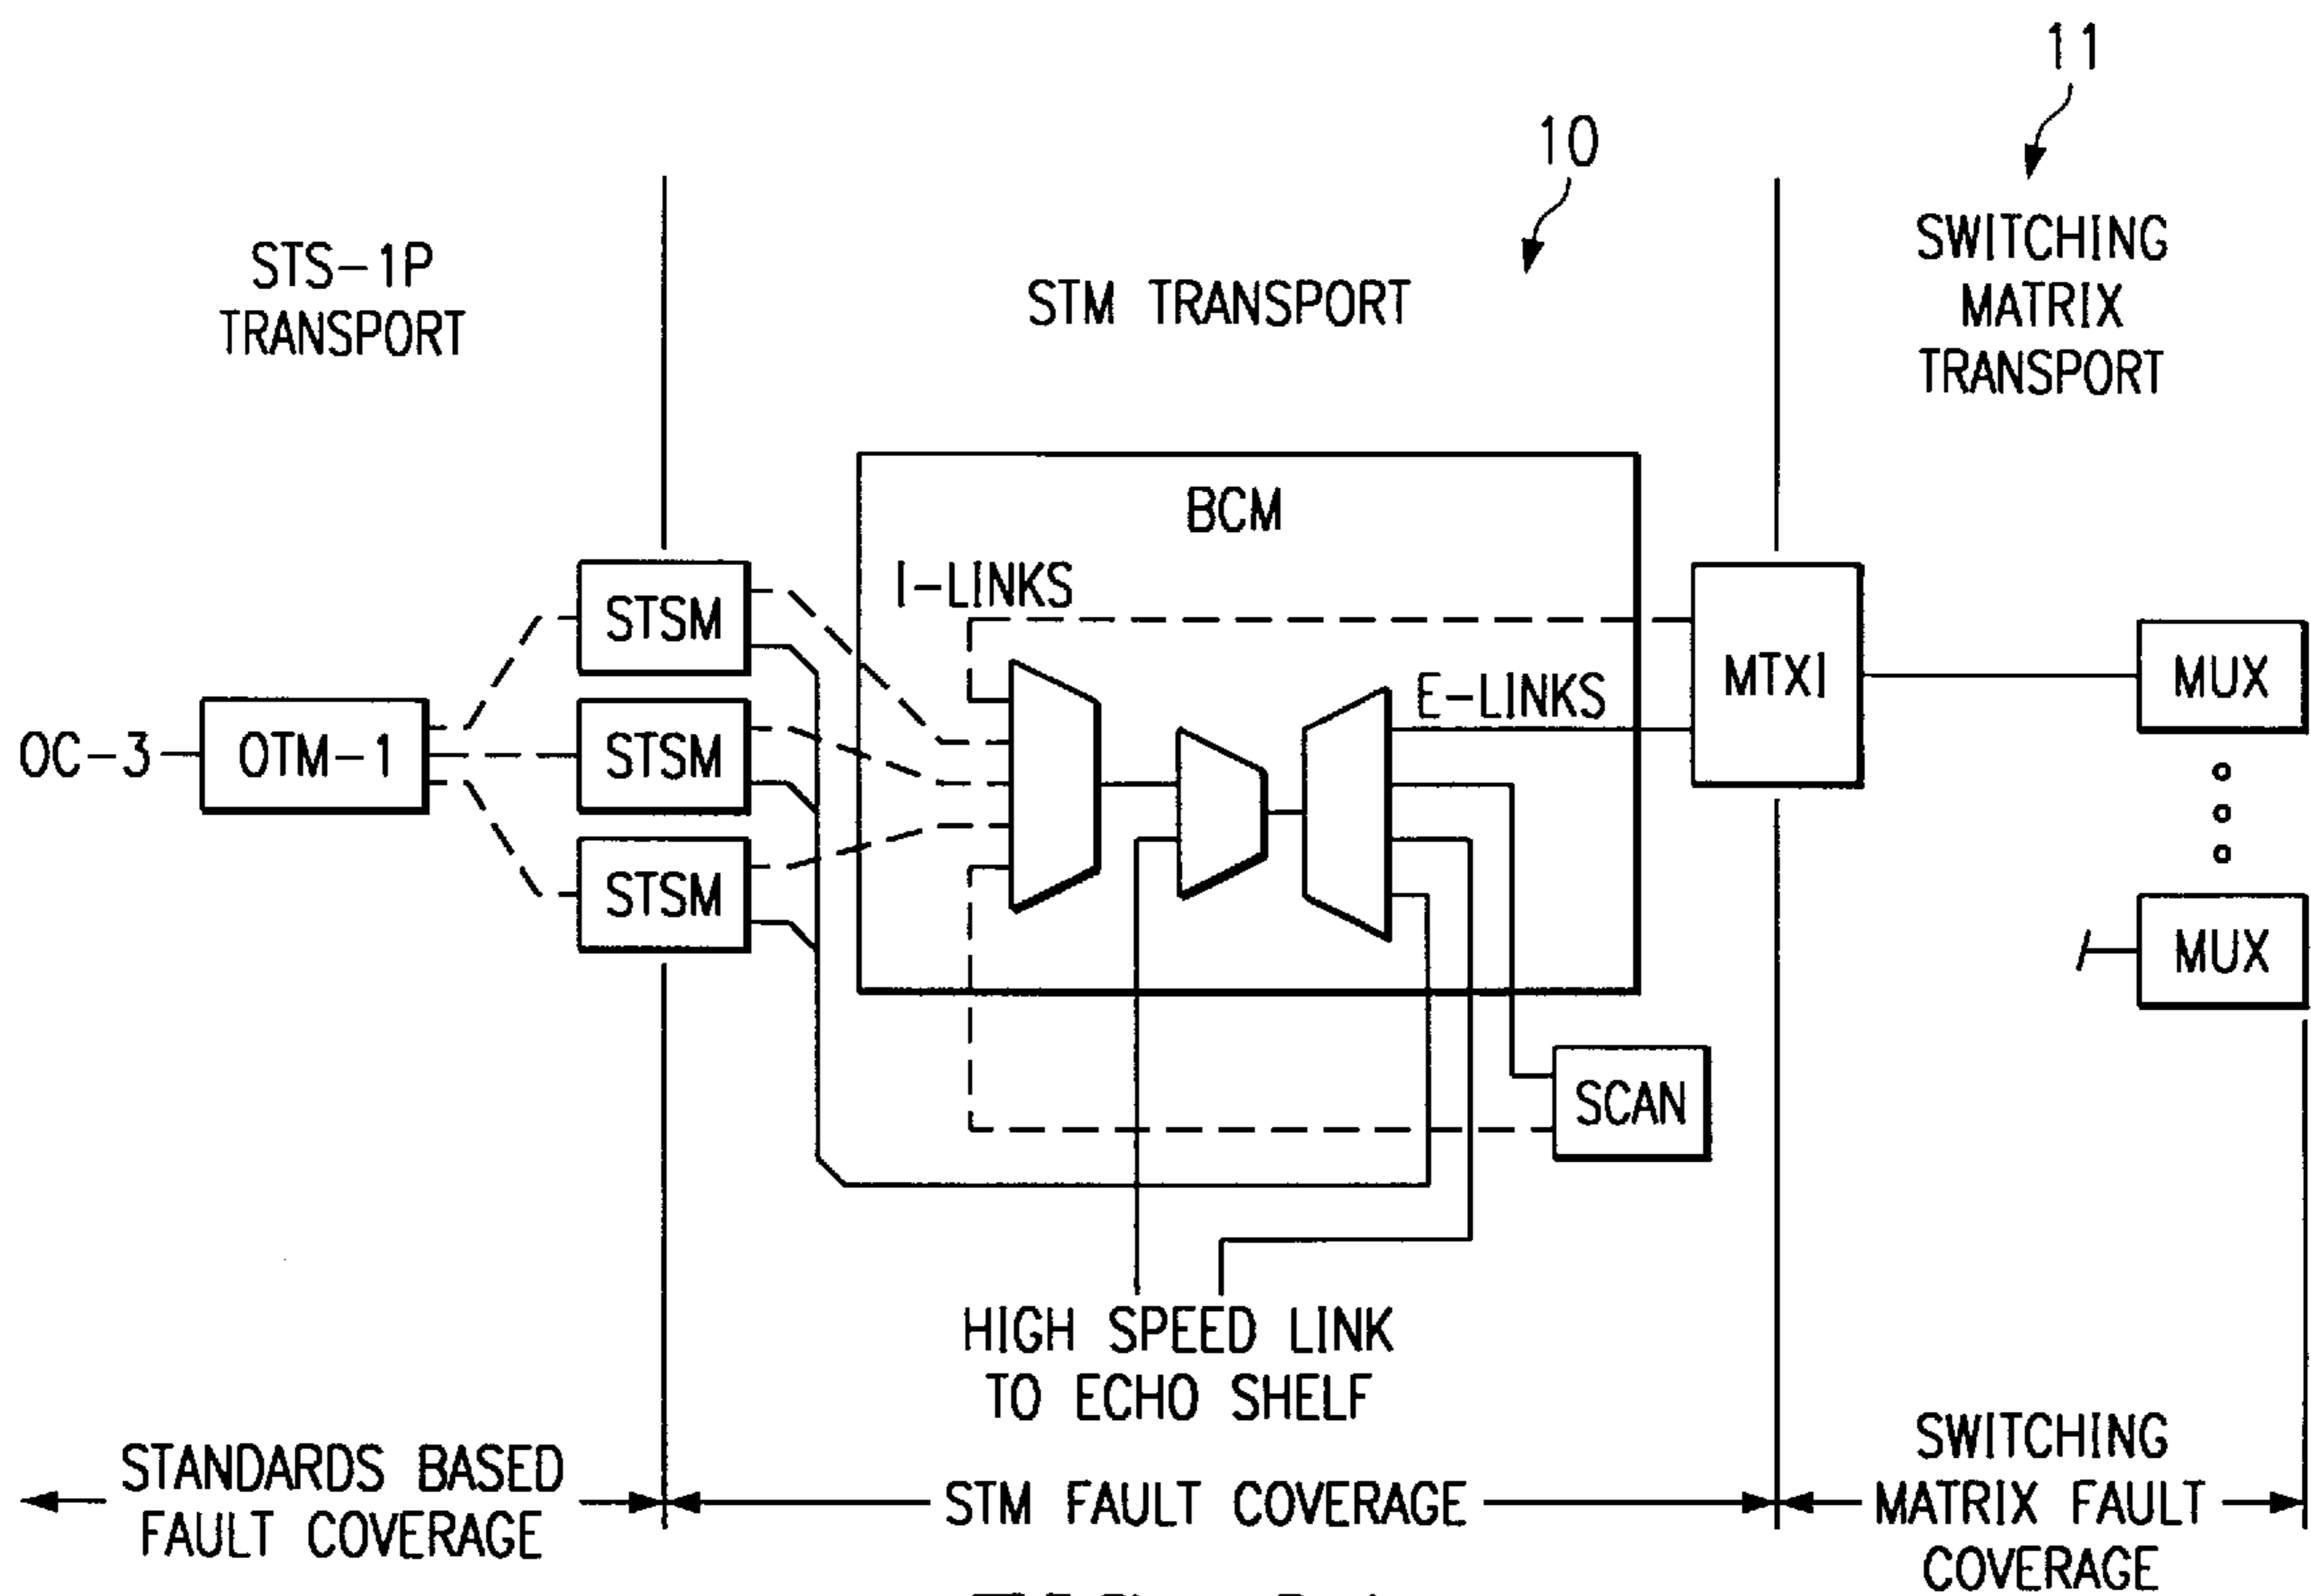 11
10
STS-1P
TRANSPORT
STM TRANSPORT
SWITCHING
MATRIX
TRANSPORT
BCM
I-LINKS
STSM
MTXI
MUX
E-LINKS
OC-3
OTM-1
STSM
STSM
MUX
SCAN
HIGH SPEED LINK
TO ECHO SHELF
STANDARDS BASED
FAULT COVERAGE
STM FAULT COVERAGE
SWITCHING
MATRIX FAULT
COVERAGE